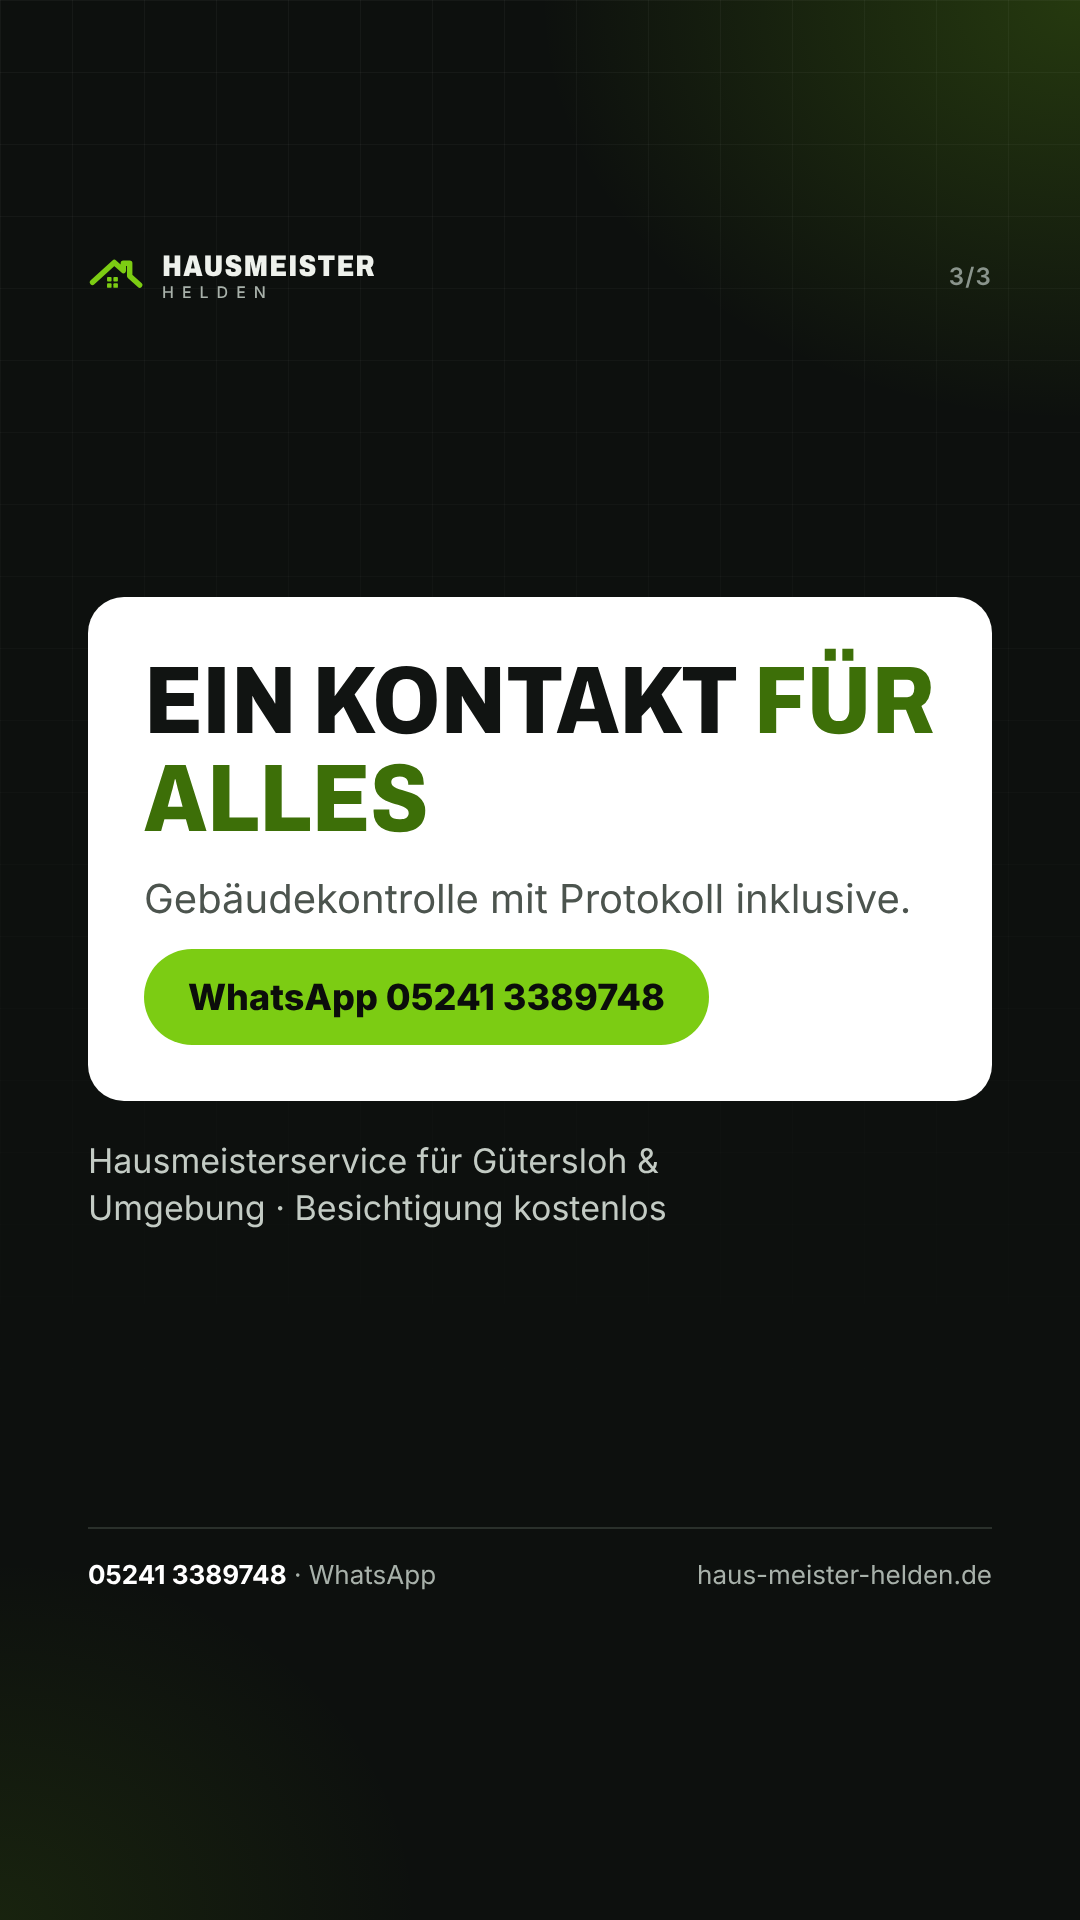 HAUSMEISTER
HELDEN
3/3
EIN KONTAKT FÜR
ALLES
Gebäudekontrolle mit Protokoll inklusive.
WhatsApp 05241 3389748
Hausmeisterservice für Gütersloh &
Umgebung · Besichtigung kostenlos
05241 3389748 · WhatsApp
haus-meister-helden.de